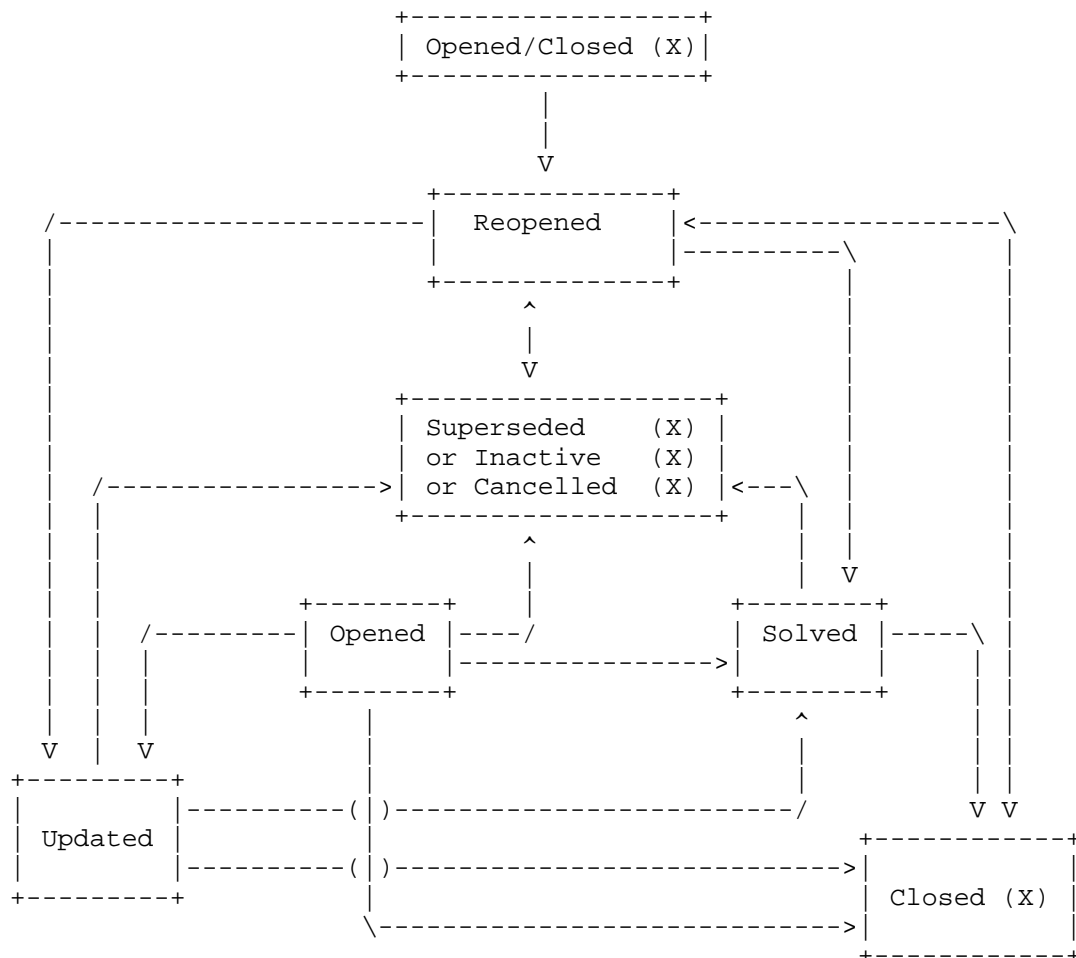 Opened/Closed (X)
Reopened
Superseded (X)
or Inactive (X)
or Cancelled (X)
Opened
Solved
Updated
Closed (X)